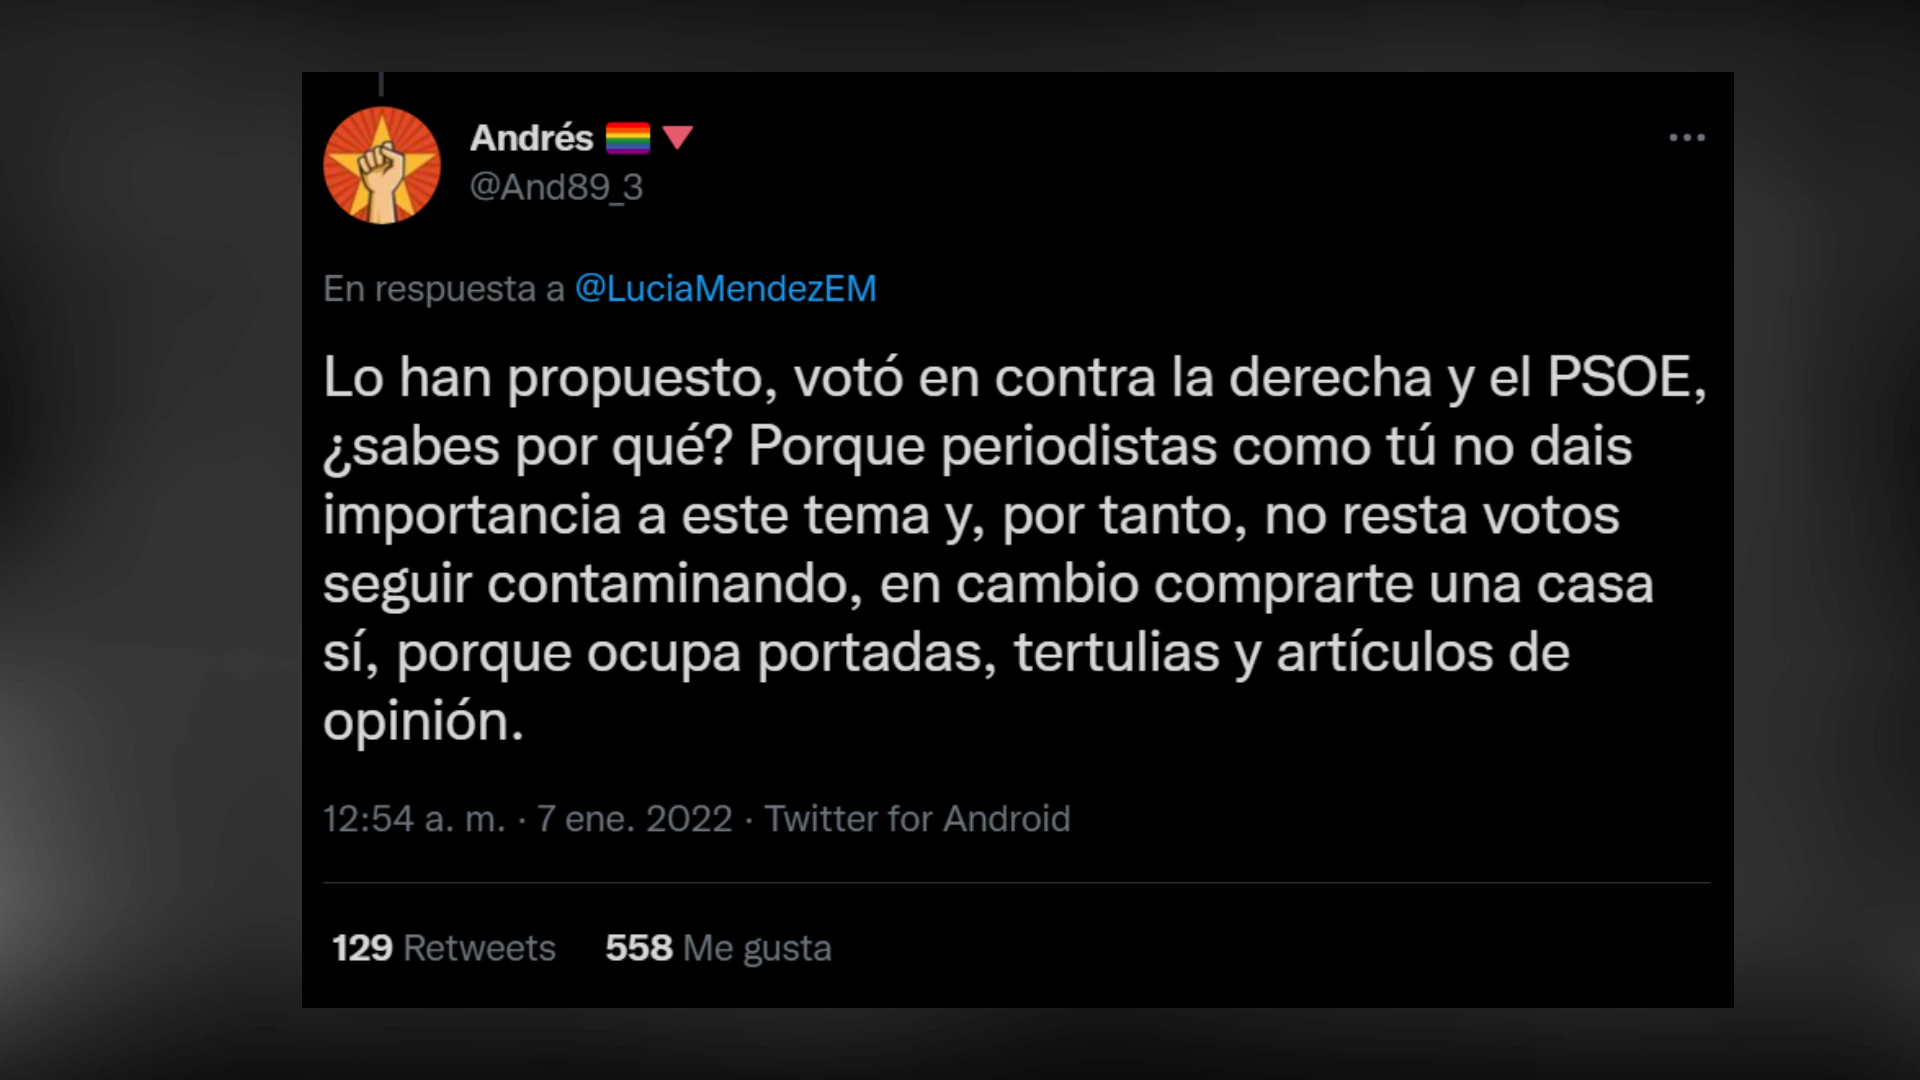 Andrés 🏳️‍🌈🔻
@And89_3
En respuesta a @LuciaMendezEM
Lo han propuesto, votó en contra la derecha y el PSOE,
¿sabes por qué? Porque periodistas como tú no dais
importancia a este tema y, por tanto, no resta votos
seguir contaminando, en cambio comprarte una casa
sí, porque ocupa portadas, tertulias y artículos de
opinión.
12:54 a. m. · 7 ene. 2022 · Twitter for Android
129 Retweets 558 Me gusta